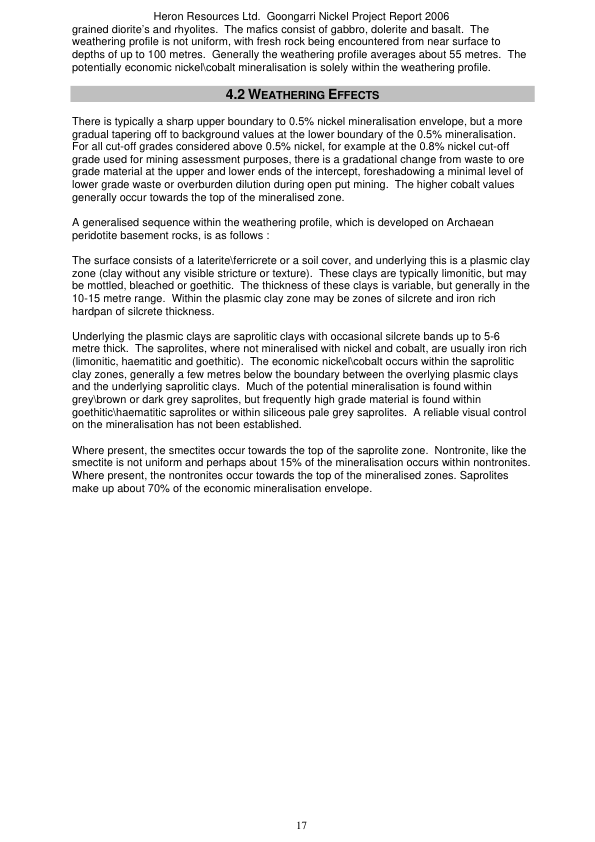 Heron Resources Ltd.  Goongarri Nickel Project Report 2006
grained diorite's and rhyolites.  The mafics consist of gabbro, dolerite and basalt.  The
weathering profile is not uniform, with fresh rock being encountered from near surface to
depths of up to 100 metres.  Generally the weathering profile averages about 55 metres.  The
potentially economic nickel\cobalt mineralisation is solely within the weathering profile.
4.2 WEATHERING EFFECTS
There is typically a sharp upper boundary to 0.5% nickel mineralisation envelope, but a more
gradual tapering off to background values at the lower boundary of the 0.5% mineralisation.
For all cut-off grades considered above 0.5% nickel, for example at the 0.8% nickel cut-off
grade used for mining assessment purposes, there is a gradational change from waste to ore
grade material at the upper and lower ends of the intercept, foreshadowing a minimal level of
lower grade waste or overburden dilution during open put mining.  The higher cobalt values
generally occur towards the top of the mineralised zone.
A generalised sequence within the weathering profile, which is developed on Archaean
peridotite basement rocks, is as follows :
The surface consists of a laterite\ferricrete or a soil cover, and underlying this is a plasmic clay
zone (clay without any visible stricture or texture).  These clays are typically limonitic, but may
be mottled, bleached or goethitic.  The thickness of these clays is variable, but generally in the
10-15 metre range.  Within the plasmic clay zone may be zones of silcrete and iron rich
hardpan of silcrete thickness.
Underlying the plasmic clays are saprolitic clays with occasional silcrete bands up to 5-6
metre thick.  The saprolites, where not mineralised with nickel and cobalt, are usually iron rich
(limonitic, haematitic and goethitic).  The economic nickel\cobalt occurs within the saprolitic
clay zones, generally a few metres below the boundary between the overlying plasmic clays
and the underlying saprolitic clays.  Much of the potential mineralisation is found within
grey\brown or dark grey saprolites, but frequently high grade material is found within
goethitic\haematitic saprolites or within siliceous pale grey saprolites.  A reliable visual control
on the mineralisation has not been established.
Where present, the smectites occur towards the top of the saprolite zone.  Nontronite, like the
smectite is not uniform and perhaps about 15% of the mineralisation occurs within nontronites.
Where present, the nontronites occur towards the top of the mineralised zones. Saprolites
make up about 70% of the economic mineralisation envelope.
17